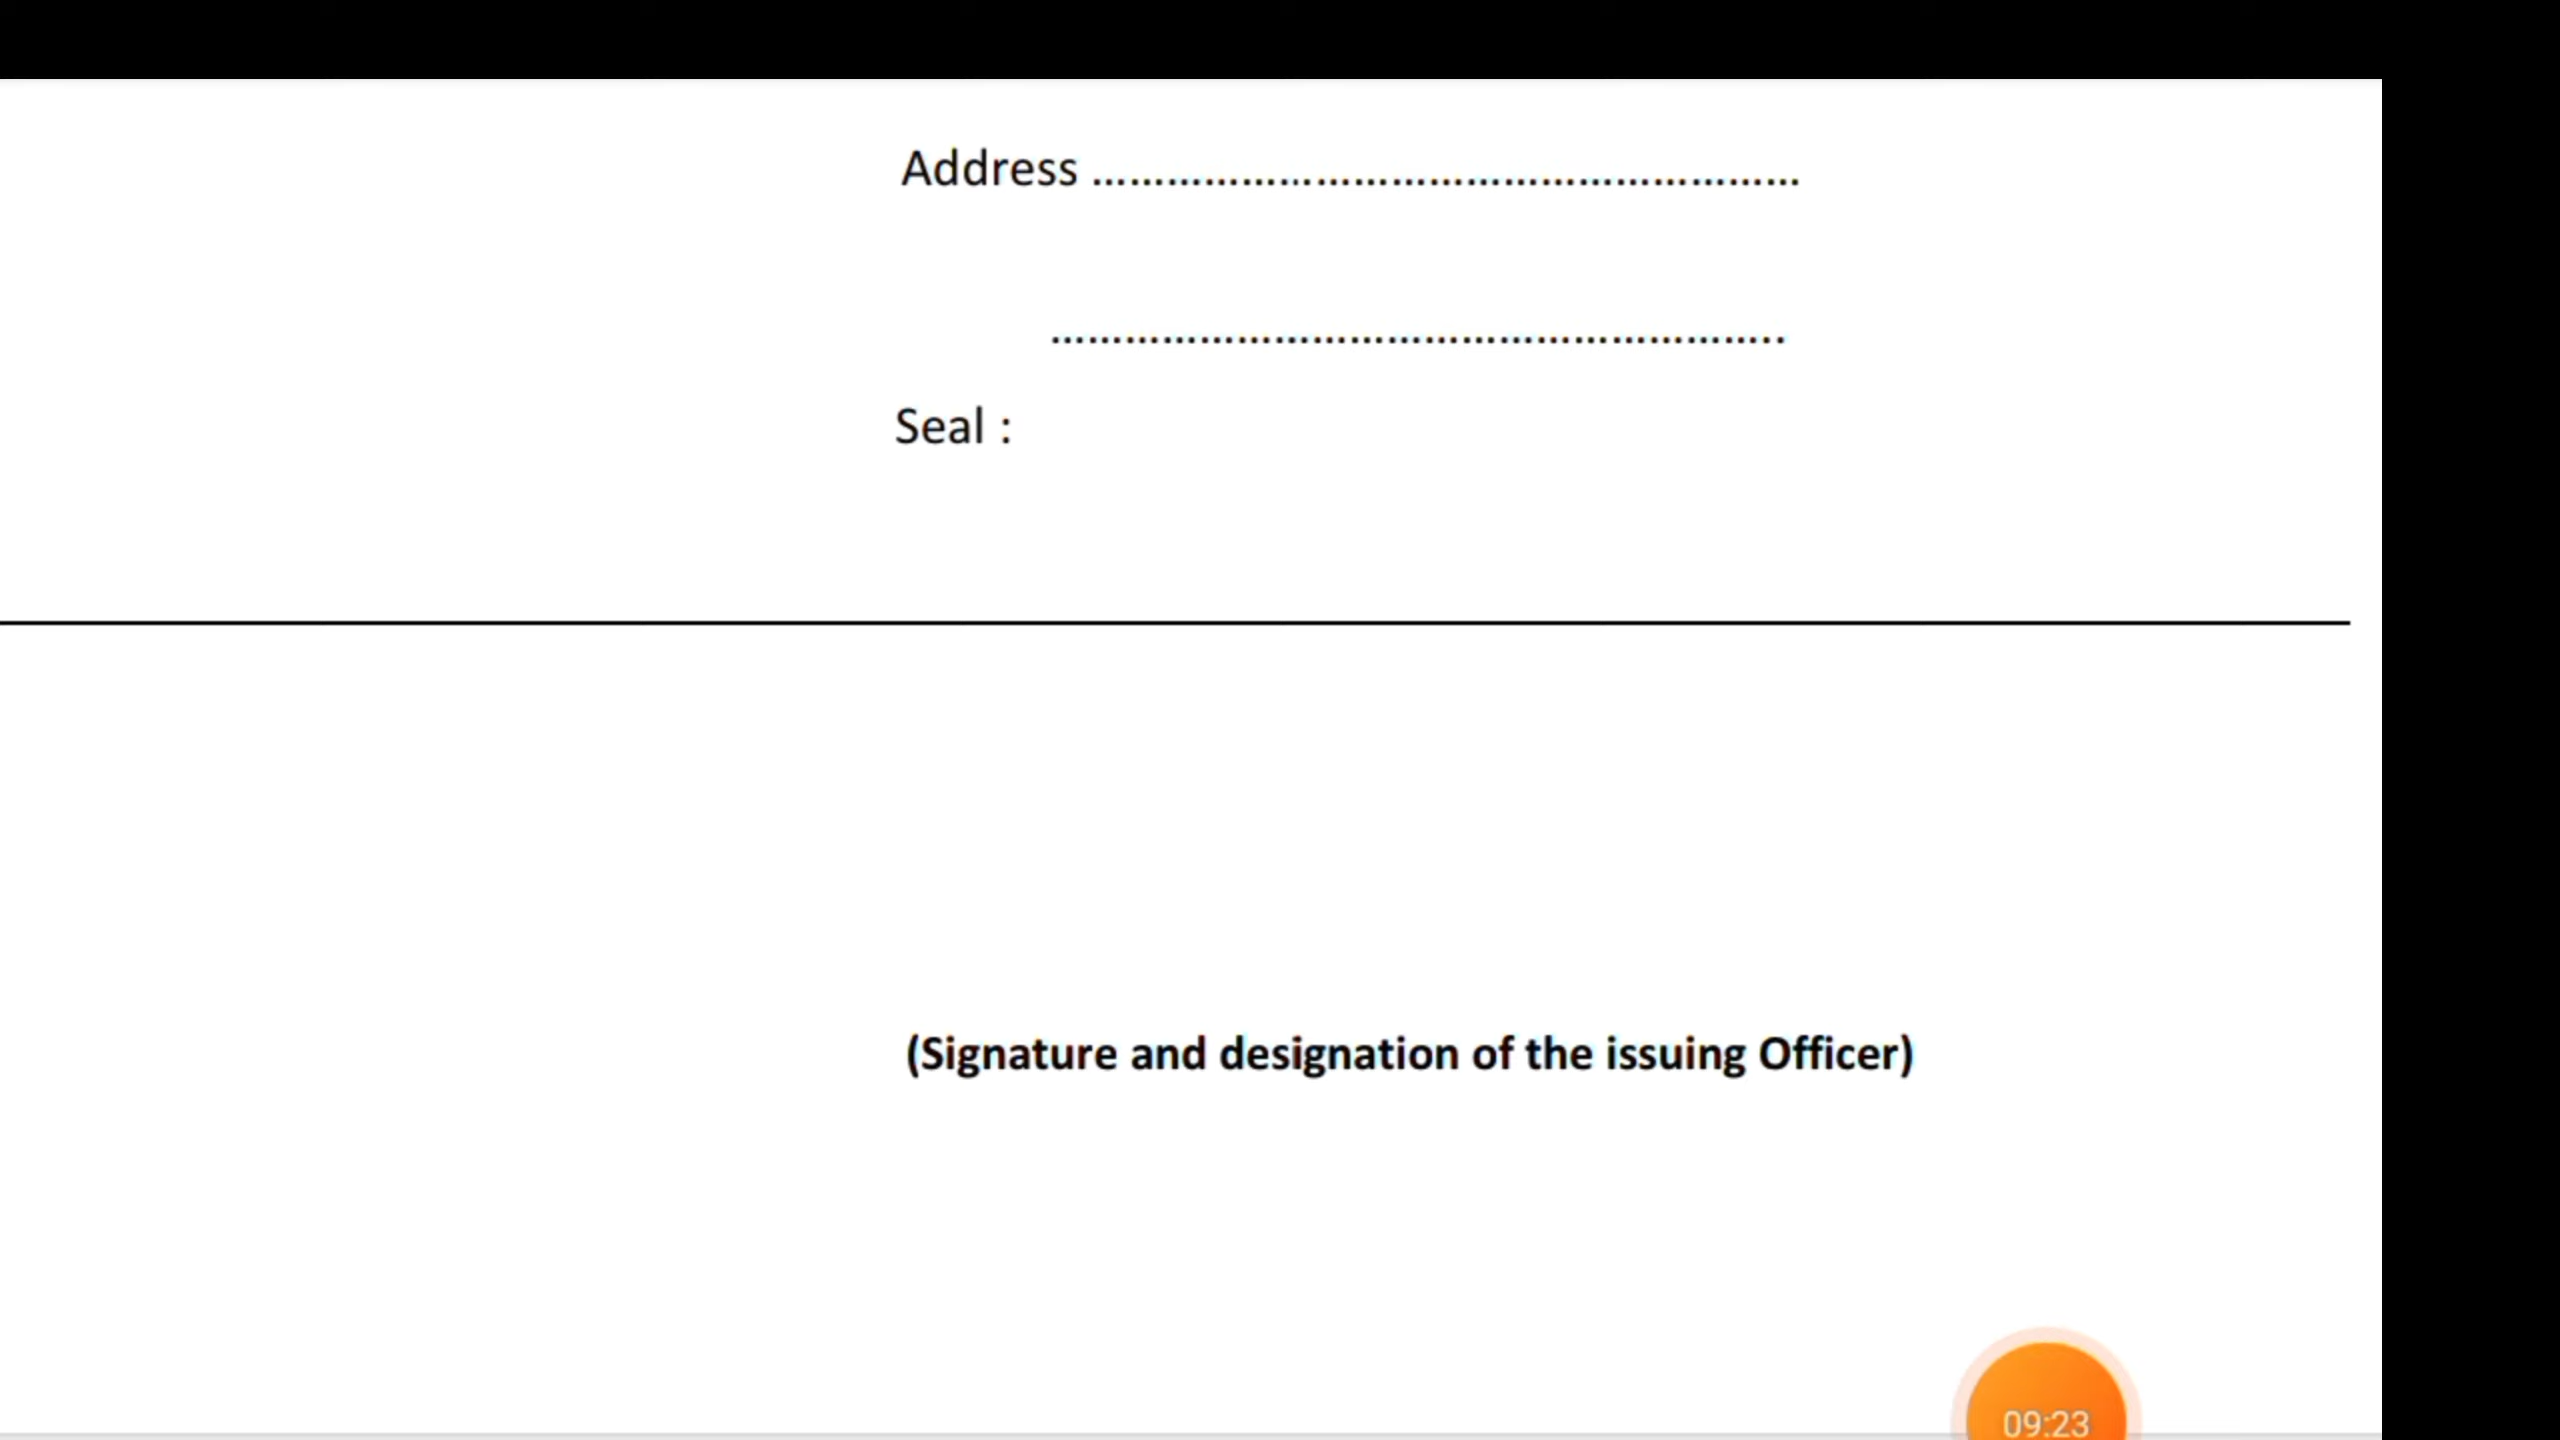 Address ………………………………………………………
………………………………………………………..
Seal :
(Signature and designation of the issuing Officer)
09:23